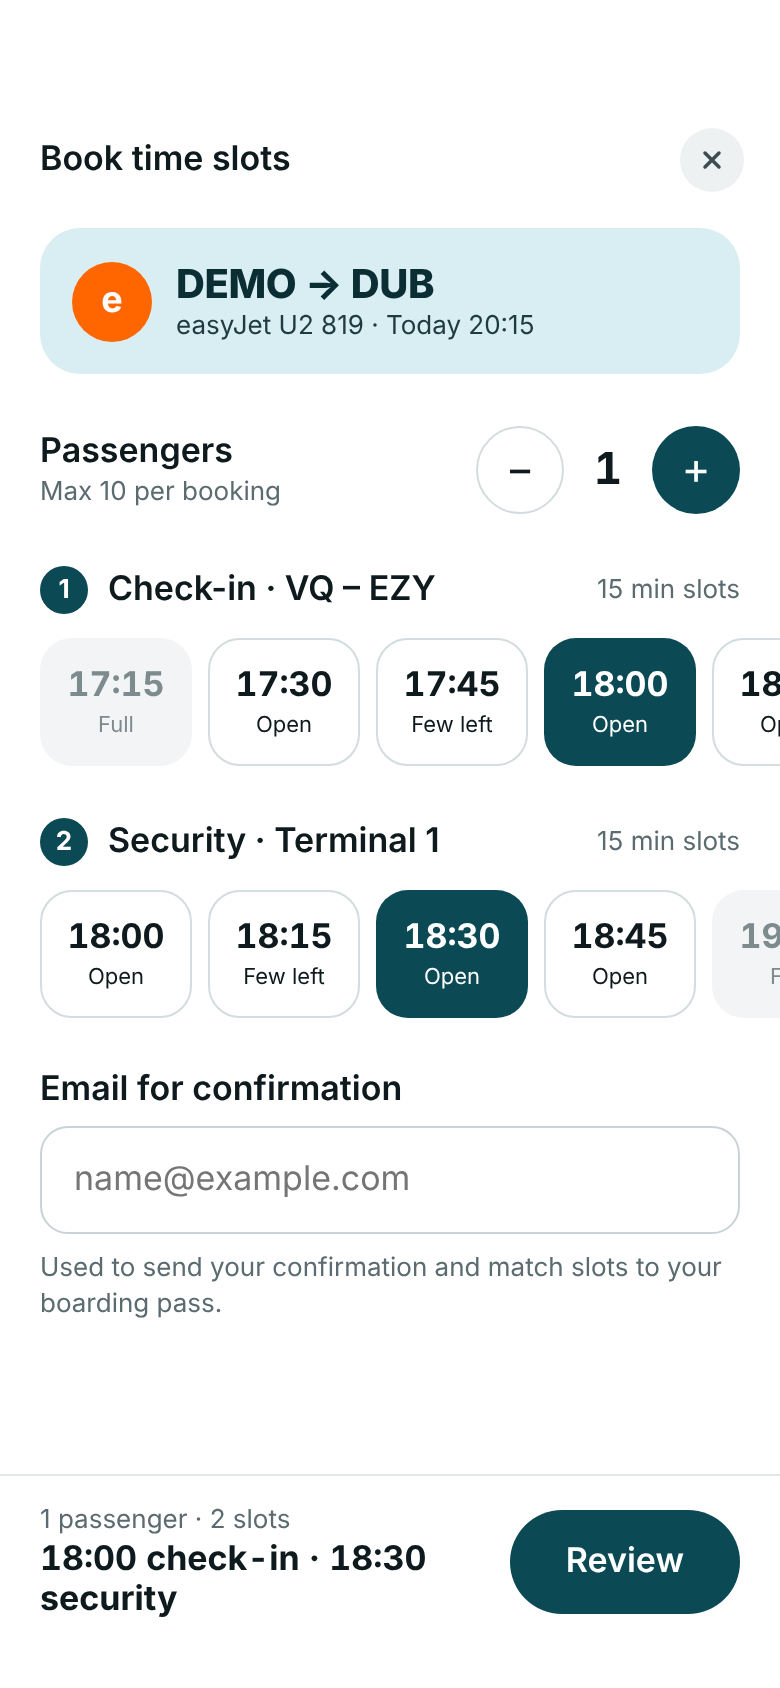 Book time slots
×
e
DEMO → DUB
easyJet U2 819 · Today 20:15
Passengers
Max 10 per booking
− 1 +
1 Check-in · VQ – EZY 15 min slots
17:15 17:30 17:45 18:00 18
Full Open Few left Open Op
2 Security · Terminal 1 15 min slots
18:00 18:15 18:30 18:45 19
Open Few left Open Open F
Email for confirmation
name@example.com
Used to send your confirmation and match slots to your
boarding pass.
1 passenger · 2 slots
18:00 check-in · 18:30
security
Review